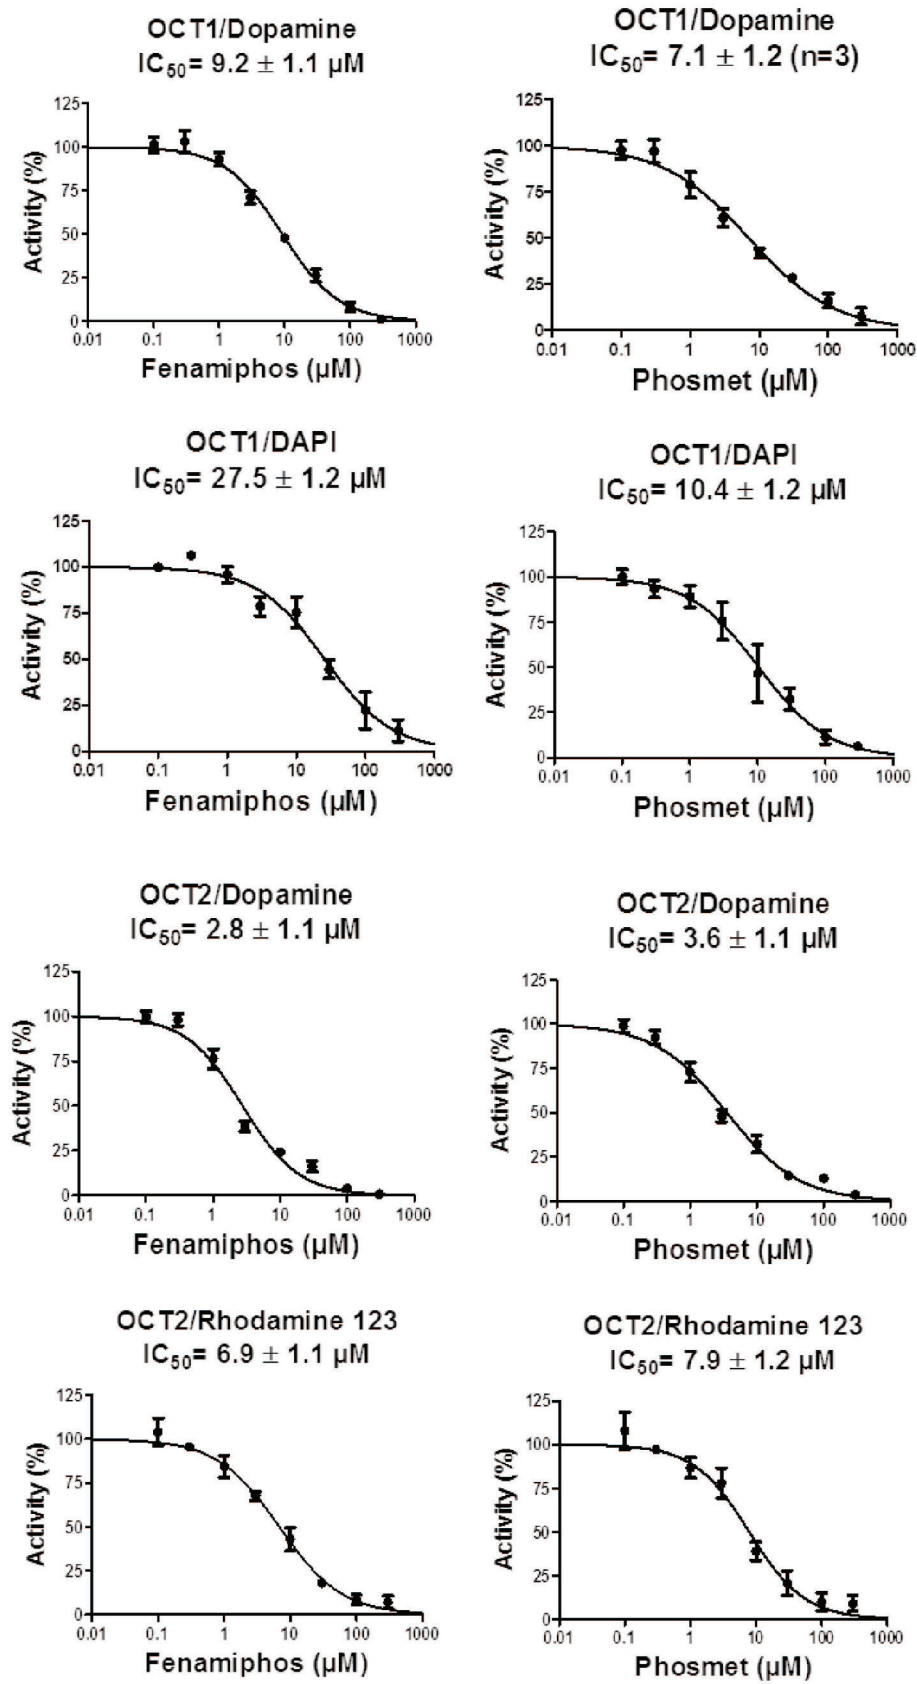 OCT1/Dopamine
IC50= 9.2 ± 1.1 µM
125
100
75
50
25
0
Activity (%)
0.01 0.1 1 10 100 1000
Fenamiphos (µM)
OCT1/Dopamine
IC50= 7.1 ± 1.2 (n=3)
125
100
75
50
25
0
Activity (%)
0.01 0.1 1 10 100 1000
Phosmet (µM)
OCT1/DAPI
IC50= 27.5 ± 1.2 µM
125
100
75
50
25
0
Activity (%)
0.01 0.1 1 10 100 1000
Fenamiphos (µM)
OCT1/DAPI
IC50= 10.4 ± 1.2 µM
125
100
75
50
25
0
Activity (%)
0.01 0.1 1 10 100 1000
Phosmet (µM)
OCT2/Dopamine
IC50= 2.8 ± 1.1 µM
125
100
75
50
25
0
Activity (%)
0.01 0.1 1 10 100 1000
Fenamiphos (µM)
OCT2/Dopamine
IC50= 3.6 ± 1.1 µM
125
100
75
50
25
0
Activity (%)
0.01 0.1 1 10 100 1000
Phosmet (µM)
OCT2/Rhodamine 123
IC50= 6.9 ± 1.1 µM
125
100
75
50
25
0
Activity (%)
0.01 0.1 1 10 100 1000
Fenamiphos (µM)
OCT2/Rhodamine 123
IC50= 7.9 ± 1.2 µM
125
100
75
50
25
0
Activity (%)
0.01 0.1 1 10 100 1000
Phosmet (µM)